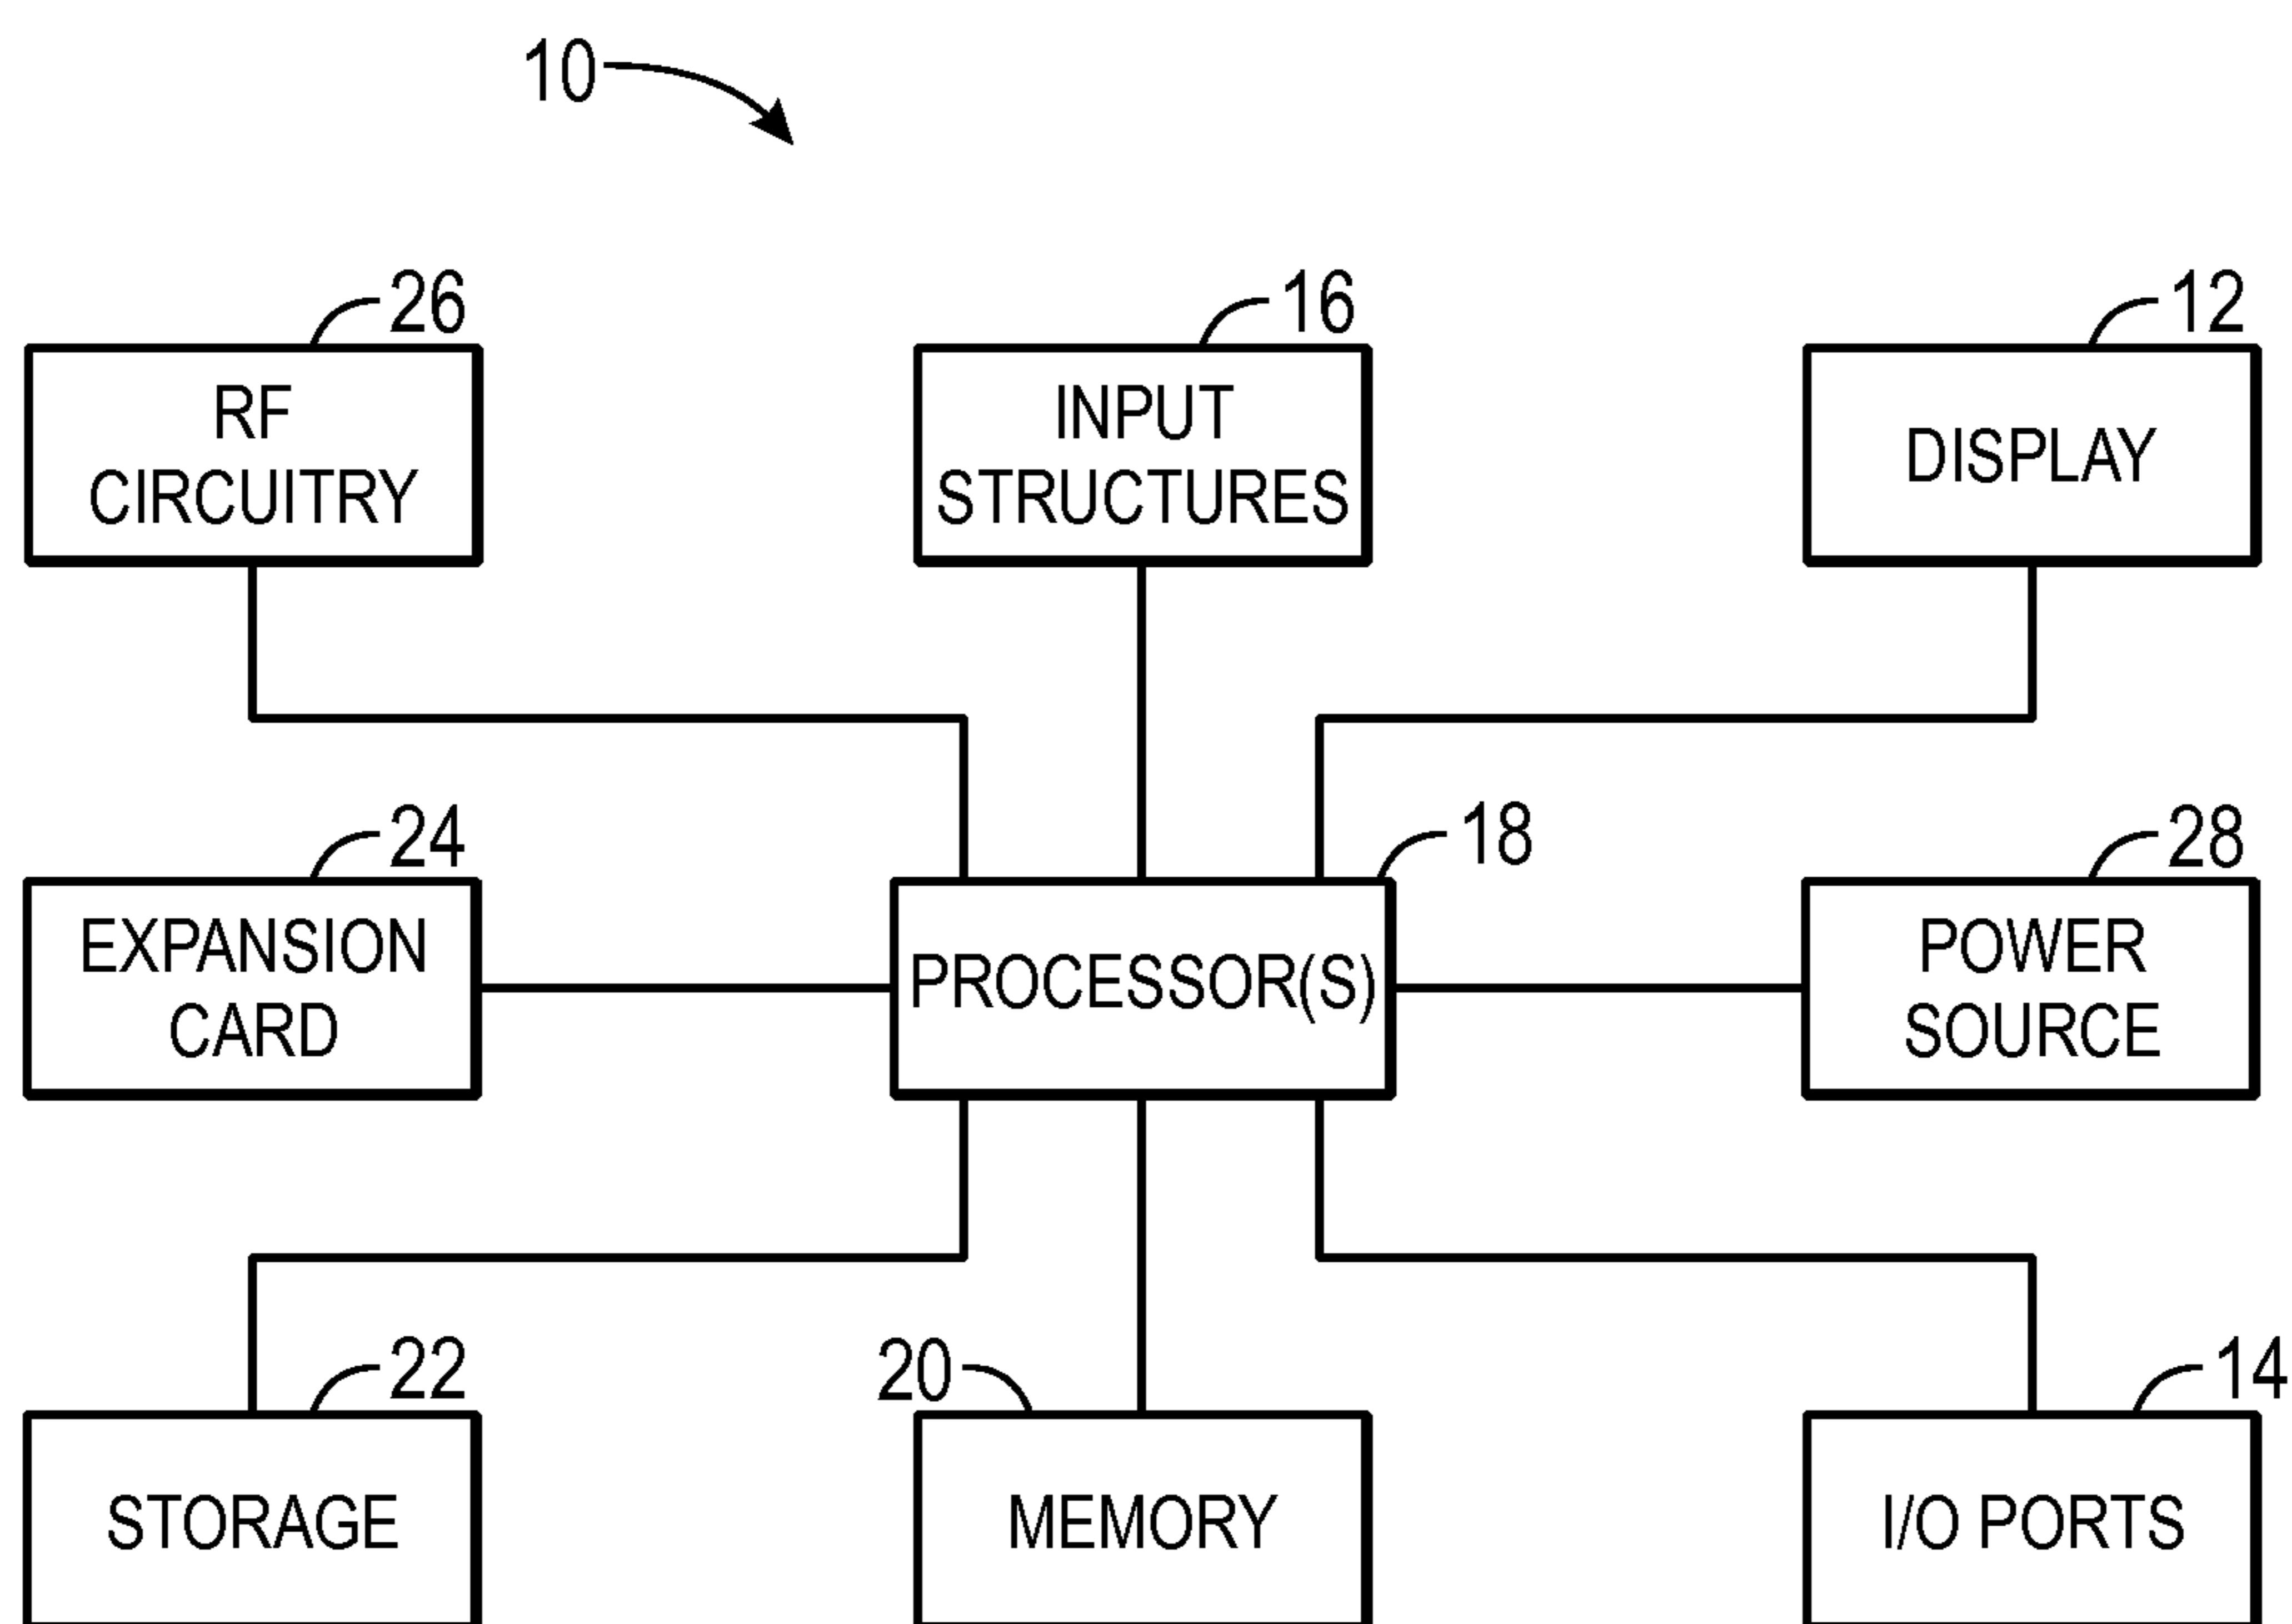 10
26
16
12
RF
CIRCUITRY
INPUT
STRUCTURES
DISPLAY
24
18
28
EXPANSION
CARD
PROCESSOR(S)
POWER
SOURCE
22
20
14
STORAGE
MEMORY
I/O PORTS